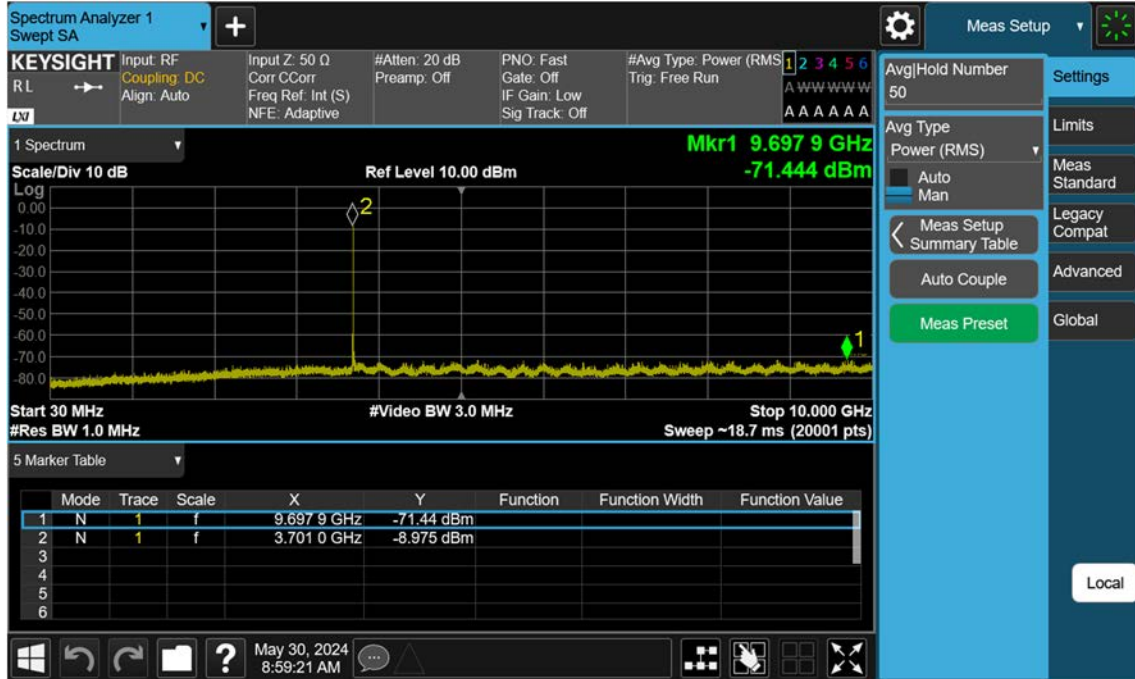 Spectrum Analyzer 1
Swept SA
Meas Setup
KEYSIGHT
R L
LXI
Input: RF
Coupling: DC
Align: Auto
Input Z: 50 Ω
Corr CCorr
Freq Ref: Int (S)
NFE: Adaptive
#Atten: 20 dB
Preamp: Off
PNO: Fast
Gate: Off
IF Gain: Low
Sig Track: Off
#Avg Type: Power (RMS
Trig: Free Run
1 2 3 4 5 6
A W W W W W
A A A A A A
1 Spectrum
Scale/Div 10 dB
Ref Level 10.00 dBm
Mkr1 9.697 9 GHz
-71.444 dBm
Log
0.00
-10.0
-20.0
-30.0
-40.0
-50.0
-60.0
-70.0
-80.0
2
1
Start 30 MHz
#Video BW 3.0 MHz
Stop 10.000 GHz
#Res BW 1.0 MHz
Sweep ~18.7 ms (20001 pts)
5 Marker Table
Mode Trace Scale X Y Function Function Width Function Value
1 N 1 f 9.697 9 GHz -71.44 dBm
2 N 1 f 3.701 0 GHz -8.975 dBm
3
4
5
6
May 30, 2024
8:59:21 AM
Avg|Hold Number
50
Avg Type
Power (RMS)
Auto
Man
Meas Setup
Summary Table
Auto Couple
Meas Preset
Settings
Limits
Meas
Standard
Legacy
Compat
Advanced
Global
Local